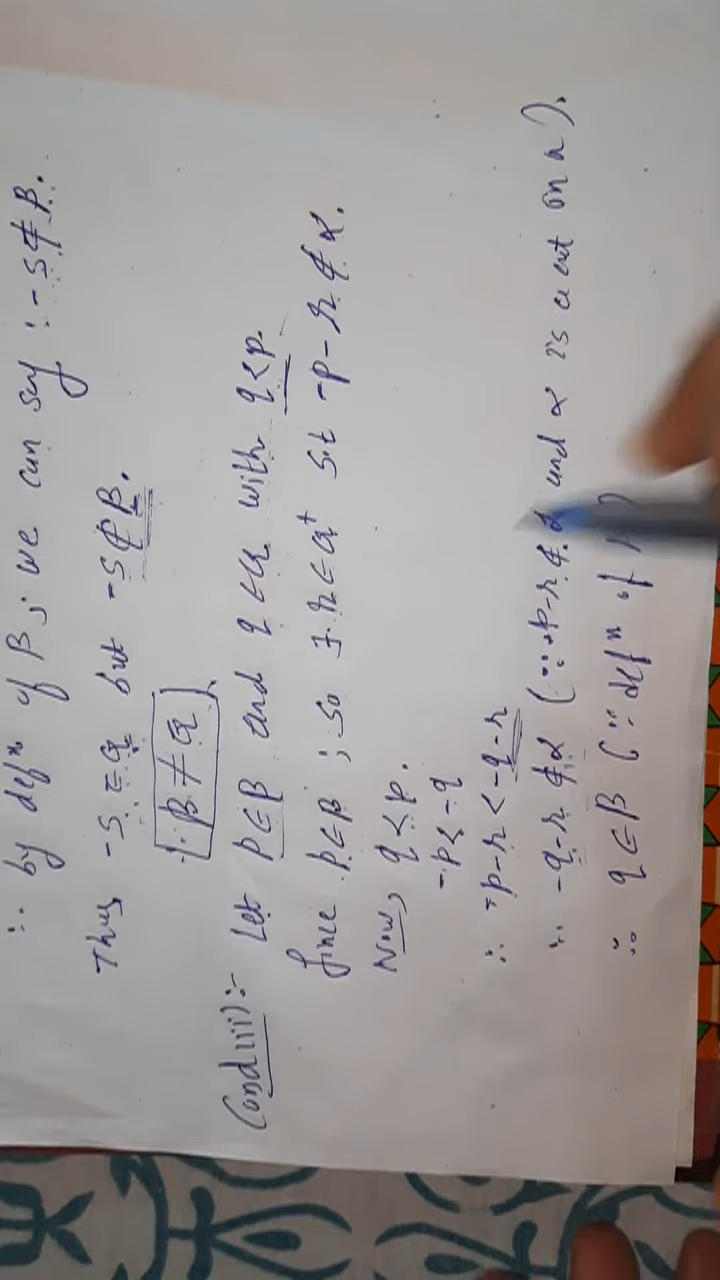 ∴ by defⁿ of β; we can say :- -s ∉ β.
Thus -s ∈ Q but -s ∉ β.
∴ β ≠ Q
Cond(iii):- Let p ∈ β and q ∈ Q with q < p.
Since p ∈ β ; so ∃ r ∈ Q⁺ s.t -p-r ∉ α.
Now, q < p.
-p < -q
∴ -p-r < -q-r
∴ -q-r ∉ α (∵ -p-r ∉ α and α is a cut on Q).
∴ q ∈ β (∵ defⁿ of